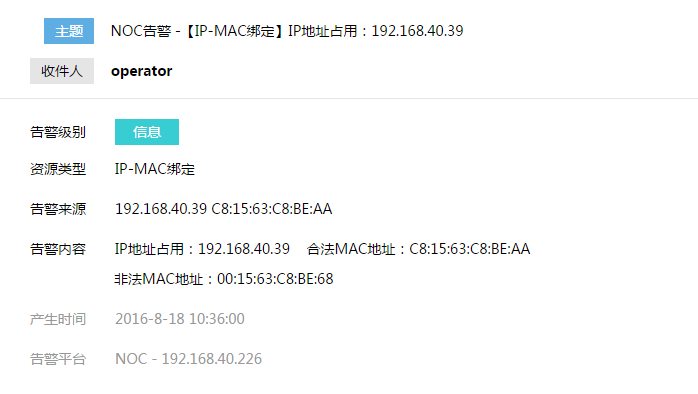 主题 NOC告警 -【IP-MAC绑定】IP地址占用：192.168.40.39
收件人 operator
告警级别 信息
资源类型 IP-MAC绑定
告警来源 192.168.40.39 C8:15:63:C8:BE:AA
告警内容 IP地址占用：192.168.40.39 合法MAC地址：C8:15:63:C8:BE:AA
非法MAC地址：00:15:63:C8:BE:68
产生时间 2016-8-18 10:36:00
告警平台 NOC - 192.168.40.226